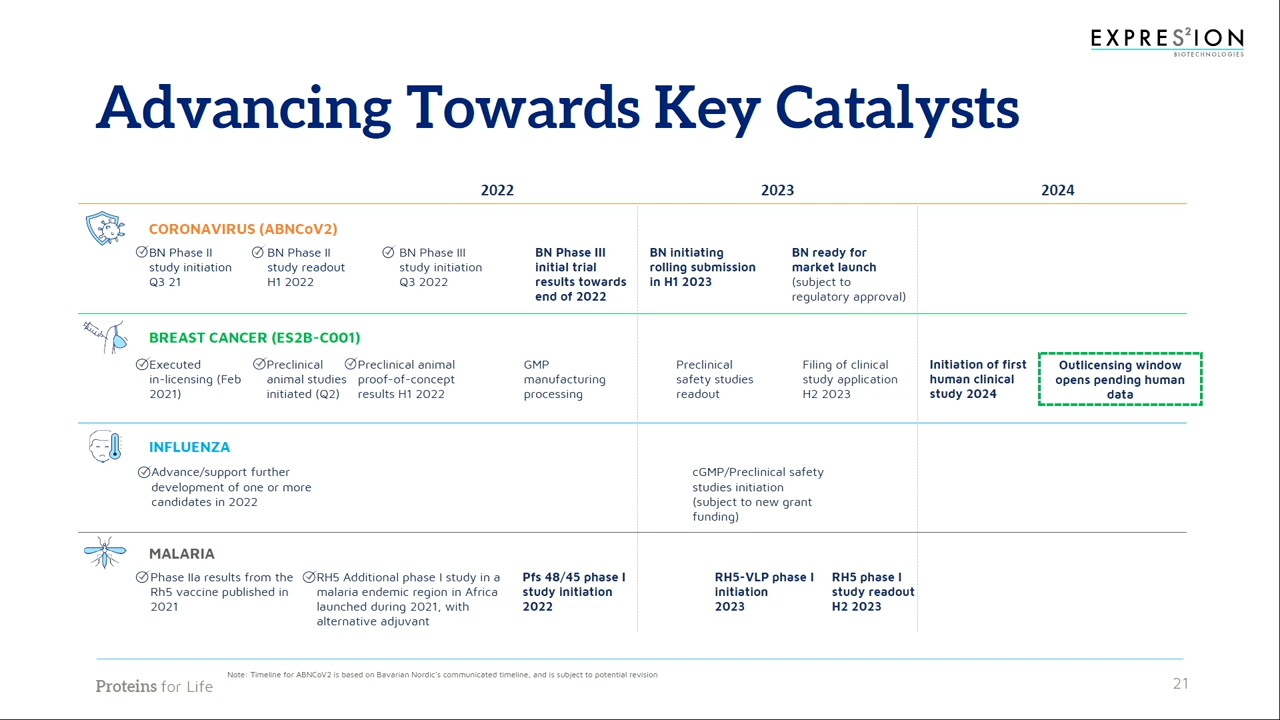 EXPRES²ION
BIOTECHNOLOGIES
Advancing Towards Key Catalysts
2022
2023
2024
CORONAVIRUS (ABNCoV2)
BN Phase II
study initiation
Q3 21
BN Phase II
study readout
H1 2022
BN Phase III
study initiation
Q3 2022
BN Phase III
initial trial
results towards
end of 2022
BN initiating
rolling submission
in H1 2023
BN ready for
market launch
(subject to
regulatory approval)
BREAST CANCER (ES2B-C001)
Executed
in-licensing (Feb
2021)
Preclinical
animal studies
initiated (Q2)
Preclinical animal
proof-of-concept
results H1 2022
GMP
manufacturing
processing
Preclinical
safety studies
readout
Filing of clinical
study application
H2 2023
Initiation of first
human clinical
study 2024
Outlicensing window
opens pending human
data
INFLUENZA
Advance/support further
development of one or more
candidates in 2022
cGMP/Preclinical safety
studies initiation
(subject to new grant
funding)
MALARIA
Phase IIa results from the
Rh5 vaccine published in
2021
RH5 Additional phase I study in a
malaria endemic region in Africa
launched during 2021, with
alternative adjuvant
Pfs 48/45 phase I
study initiation
2022
RH5-VLP phase I
initiation
2023
RH5 phase I
study readout
H2 2023
Note: Timeline for ABNCoV2 is based on Bavarian Nordic's communicated timeline, and is subject to potential revision
Proteins for Life
21